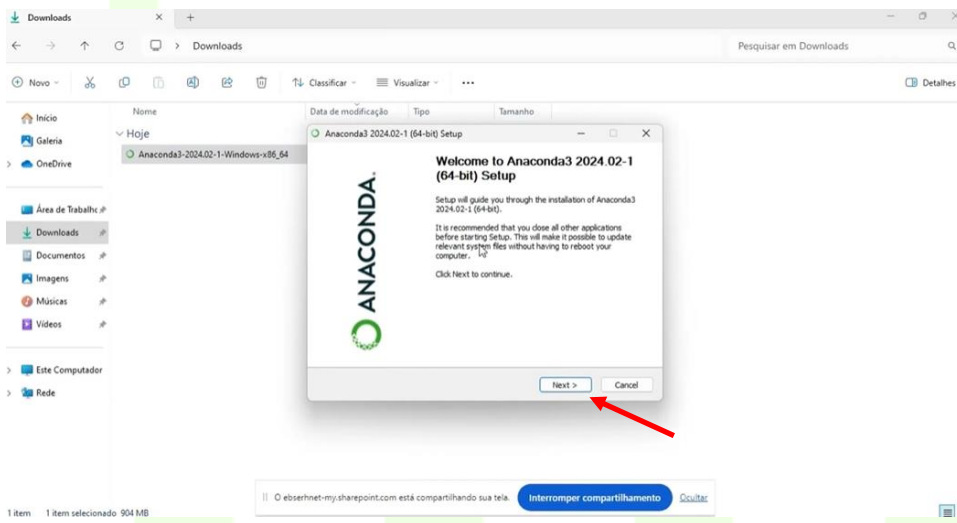 Downloads
Downloads
Pesquisar em Downloads
Novo
Classificar
Visualizar
Detalhes
Nome
Data de modificação
Tipo
Tamanho
Início
Galeria
OneDrive
Área de Trabalho
Downloads
Documentos
Imagens
Músicas
Vídeos
Este Computador
Rede
Hoje
Anaconda3-2024.02-1-Windows-x86_64
Anaconda3 2024.02-1 (64-bit) Setup
ANACONDA.
Welcome to Anaconda3 2024.02-1
(64-bit) Setup
Setup will guide you through the installation of Anaconda3
2024.02-1 (64-bit).
It is recommended that you close all other applications
before starting Setup. This will make it possible to update
relevant system files without having to reboot your
computer.
Click Next to continue.
Next >
Cancel
O ebserhnet-my.sharepoint.com está compartilhando sua tela.
Interromper compartilhamento
Ocultar
1 item
1 item selecionado 904 MB